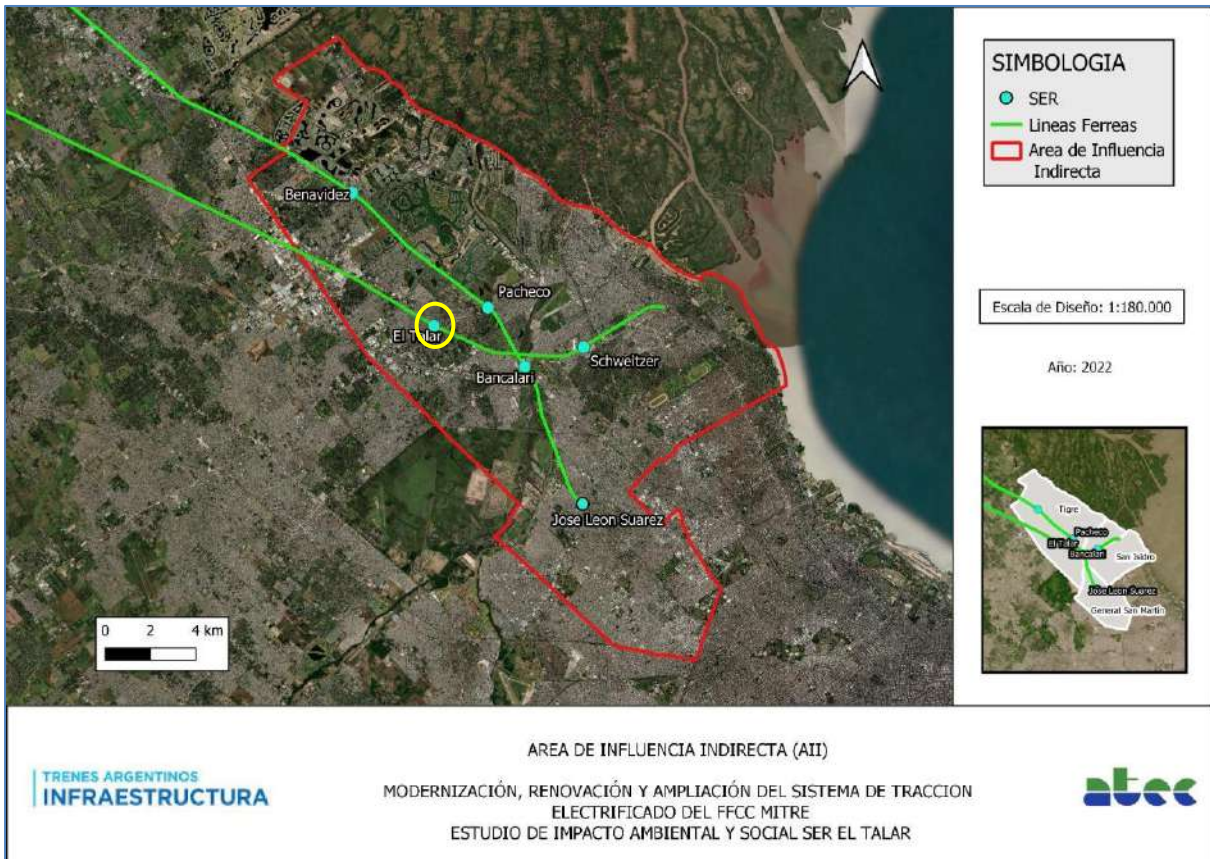 SIMBOLOGIA
SER
Lineas Ferreas
Area de Influencia
Indirecta
Escala de Diseño: 1:180.000
Año: 2022
Benavidez
Pacheco
El Talar
Schweitzer
Bancalari
Jose Leon Suarez
0 2 4 km
Tigre
Pacheco
El Talar
Bancalari
San Isidro
Jose Leon Suarez
General San Martin
AREA DE INFLUENCIA INDIRECTA (AII)
TRENES ARGENTINOS
INFRAESTRUCTURA
MODERNIZACIÓN, RENOVACIÓN Y AMPLIACIÓN DEL SISTEMA DE TRACCION
ELECTRIFICADO DEL FFCC MITRE
ESTUDIO DE IMPACTO AMBIENTAL Y SOCIAL SER EL TALAR
atec